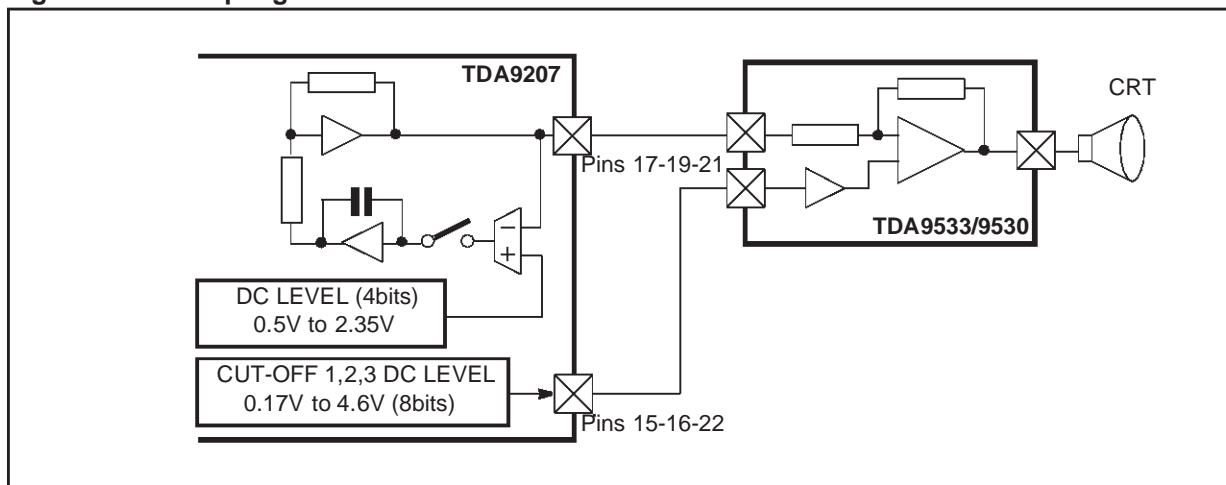 TDA9207
CRT
Pins 17-19-21
TDA9533/9530
DC LEVEL (4bits)
0.5V to 2.35V
CUT-OFF 1,2,3 DC LEVEL
0.17V to 4.6V (8bits)
Pins 15-16-22